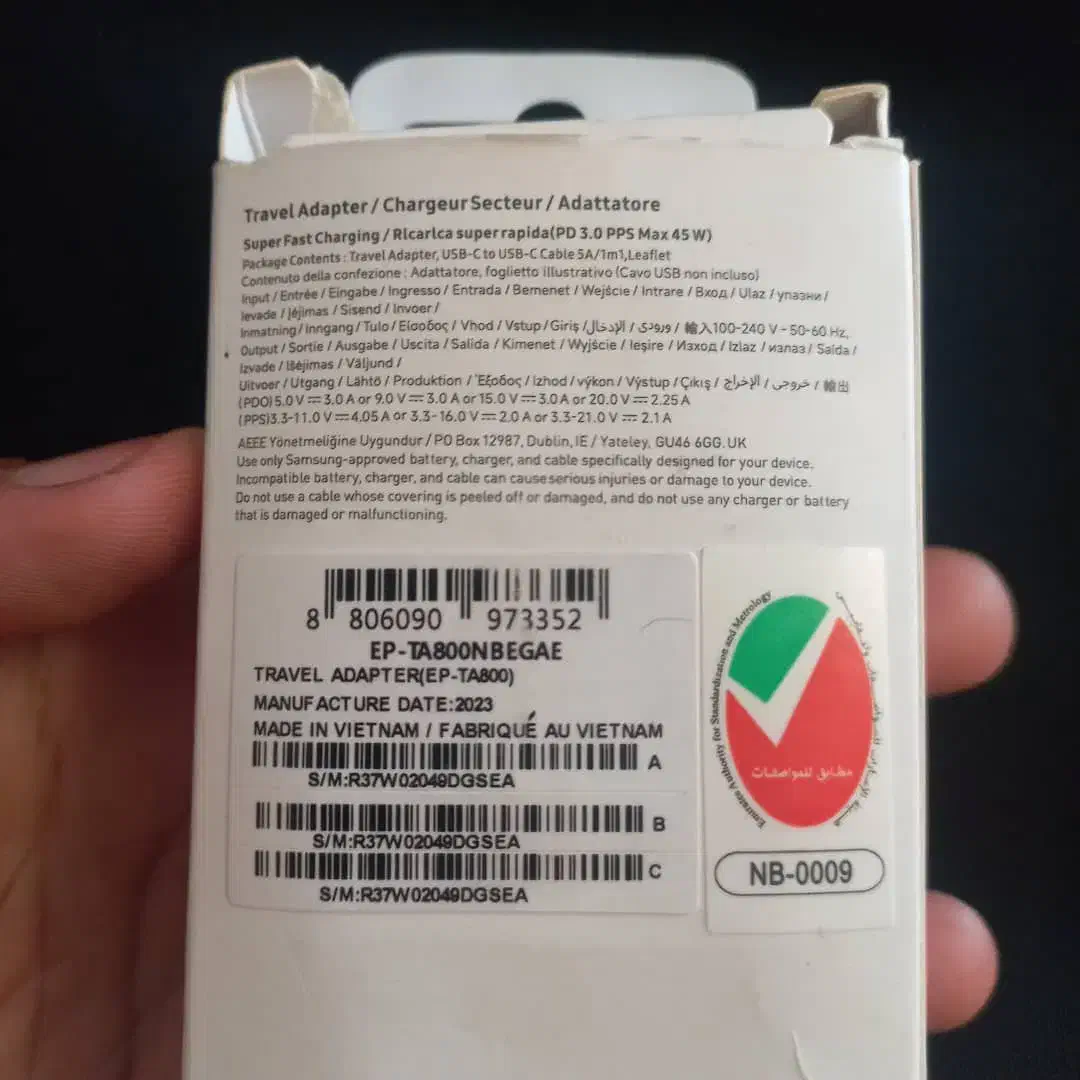 Travel Adapter / Chargeur Secteur / Adattatore
Super Fast Charging / Rlcarlca super rapida(PD 3.0 PPS Max 45 W)
Package Contents : Travel Adapter, USB-C to USB-C Cable 5A/1m1,Leaflet
Contenuto della confezione : Adattatore, foglietto illustrativo (Cavo USB non incluso)
Input / Entrée / Eingabe / Ingresso / Entrada / Bemenet / Wejście / Intrare / Вход / Ulaz / упазни /
Ievade / Įėjimas / Sisend / Invoer /
Inmatning / Inngang / Tulo / Είσοδος / Vhod / Vstup / Giriş / الإدخال / ورودی / 輸入100-240 V ~ 50-60 Hz,
Output / Sortie / Ausgabe / Uscita / Salida / Kimenet / Wyjście / Ieşire / Изход / Izlaz / излаз / Saída /
Izvade / Išėjimas / Väljund /
Uitvoer / Utgang / Lähtö / Produktion / Έξοδος / Izhod / výkon / Výstup / Çıkış / الإخراج / خروجی / 輸出
(PDO) 5.0 V ⎓ 3.0 A or 9.0 V ⎓ 3.0 A or 15.0 V ⎓ 3.0 A or 20.0 V ⎓ 2.25 A
(PPS)3.3-11.0 V ⎓ 4.05 A or 3.3-16.0 V ⎓ 2.0 A or 3.3-21.0 V ⎓ 2.1 A
AEEE Yönetmeliğine Uygundur / PO Box 12987, Dublin, IE / Yateley, GU46 6GG. UK
Use only Samsung-approved battery, charger, and cable specifically designed for your device.
Incompatible battery, charger, and cable can cause serious injuries or damage to your device.
Do not use a cable whose covering is peeled off or damaged, and do not use any charger or battery
that is damaged or malfunctioning.
8 806090 973352
EP-TA800NBEGAE
TRAVEL ADAPTER(EP-TA800)
MANUFACTURE DATE:2023
MADE IN VIETNAM / FABRIQUÉ AU VIETNAM
A
S/M:R37W02049DGSEA
B
S/M:R37W02049DGSEA
C
S/M:R37W02049DGSEA
Emirates Authority for Standardization and Metrology
مطابق للمواصفات
NB-0009